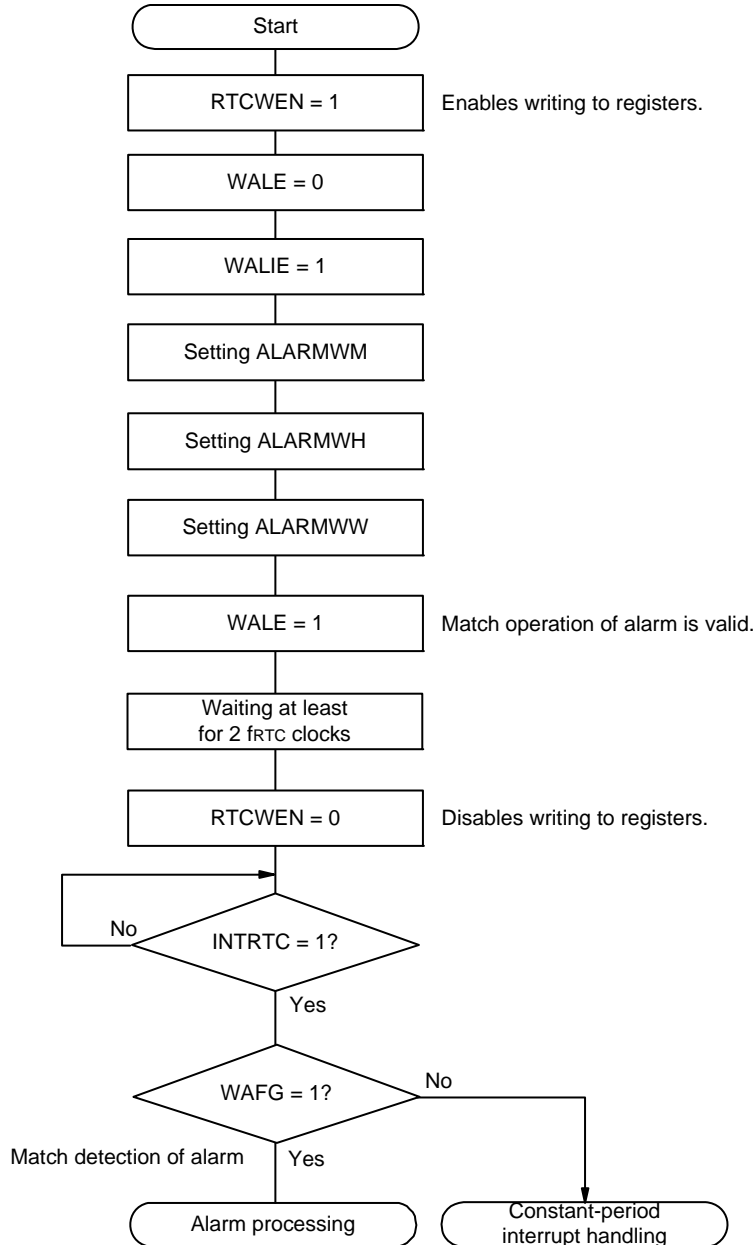 Start
RTCWEN = 1
Enables writing to registers.
WALE = 0
WALIE = 1
Setting ALARMWM
Setting ALARMWH
Setting ALARMWW
WALE = 1
Match operation of alarm is valid.
Waiting at least
for 2 fRTC clocks
RTCWEN = 0
Disables writing to registers.
No
INTRTC = 1?
Yes
WAFG = 1?
No
Match detection of alarm
Yes
Alarm processing
Constant-period
interrupt handling